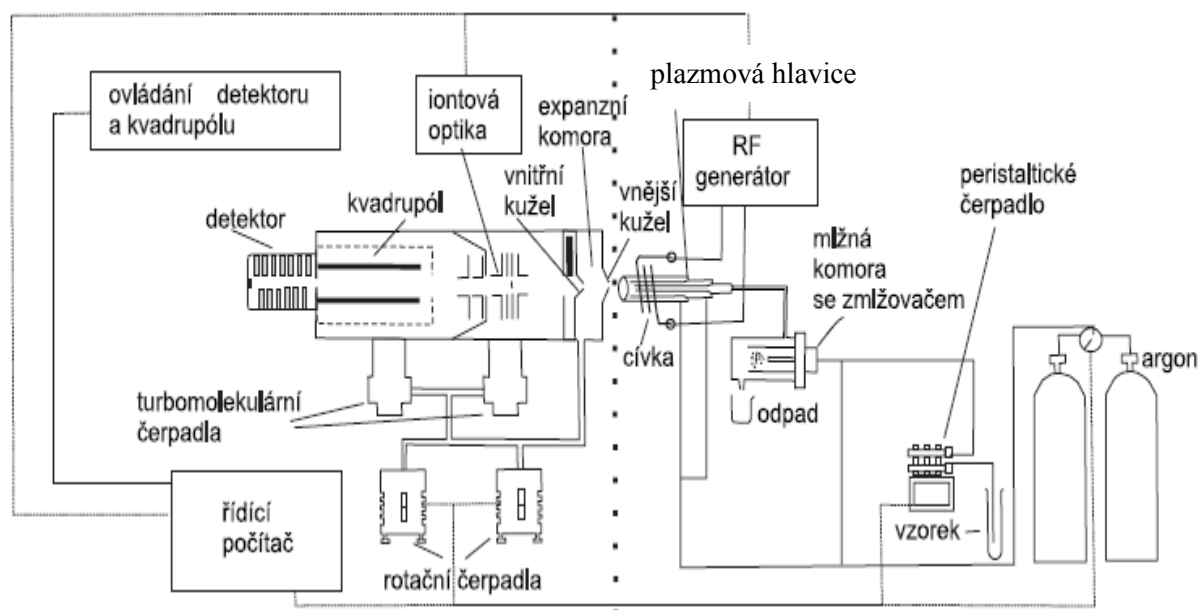 plazmová hlavice
ovládání detektoru
a kvadrupólu
iontová
optika
expanzní
komora
RF
generátor
vnitřní
kužel
vnější
kužel
peristaltické
čerpadlo
detektor
kvadrupól
mlžná
komora
se zmlžovačem
cívka
argon
turbomolekulární
čerpadla
odpad
řídící
počítač
rotační čerpadla
vzorek